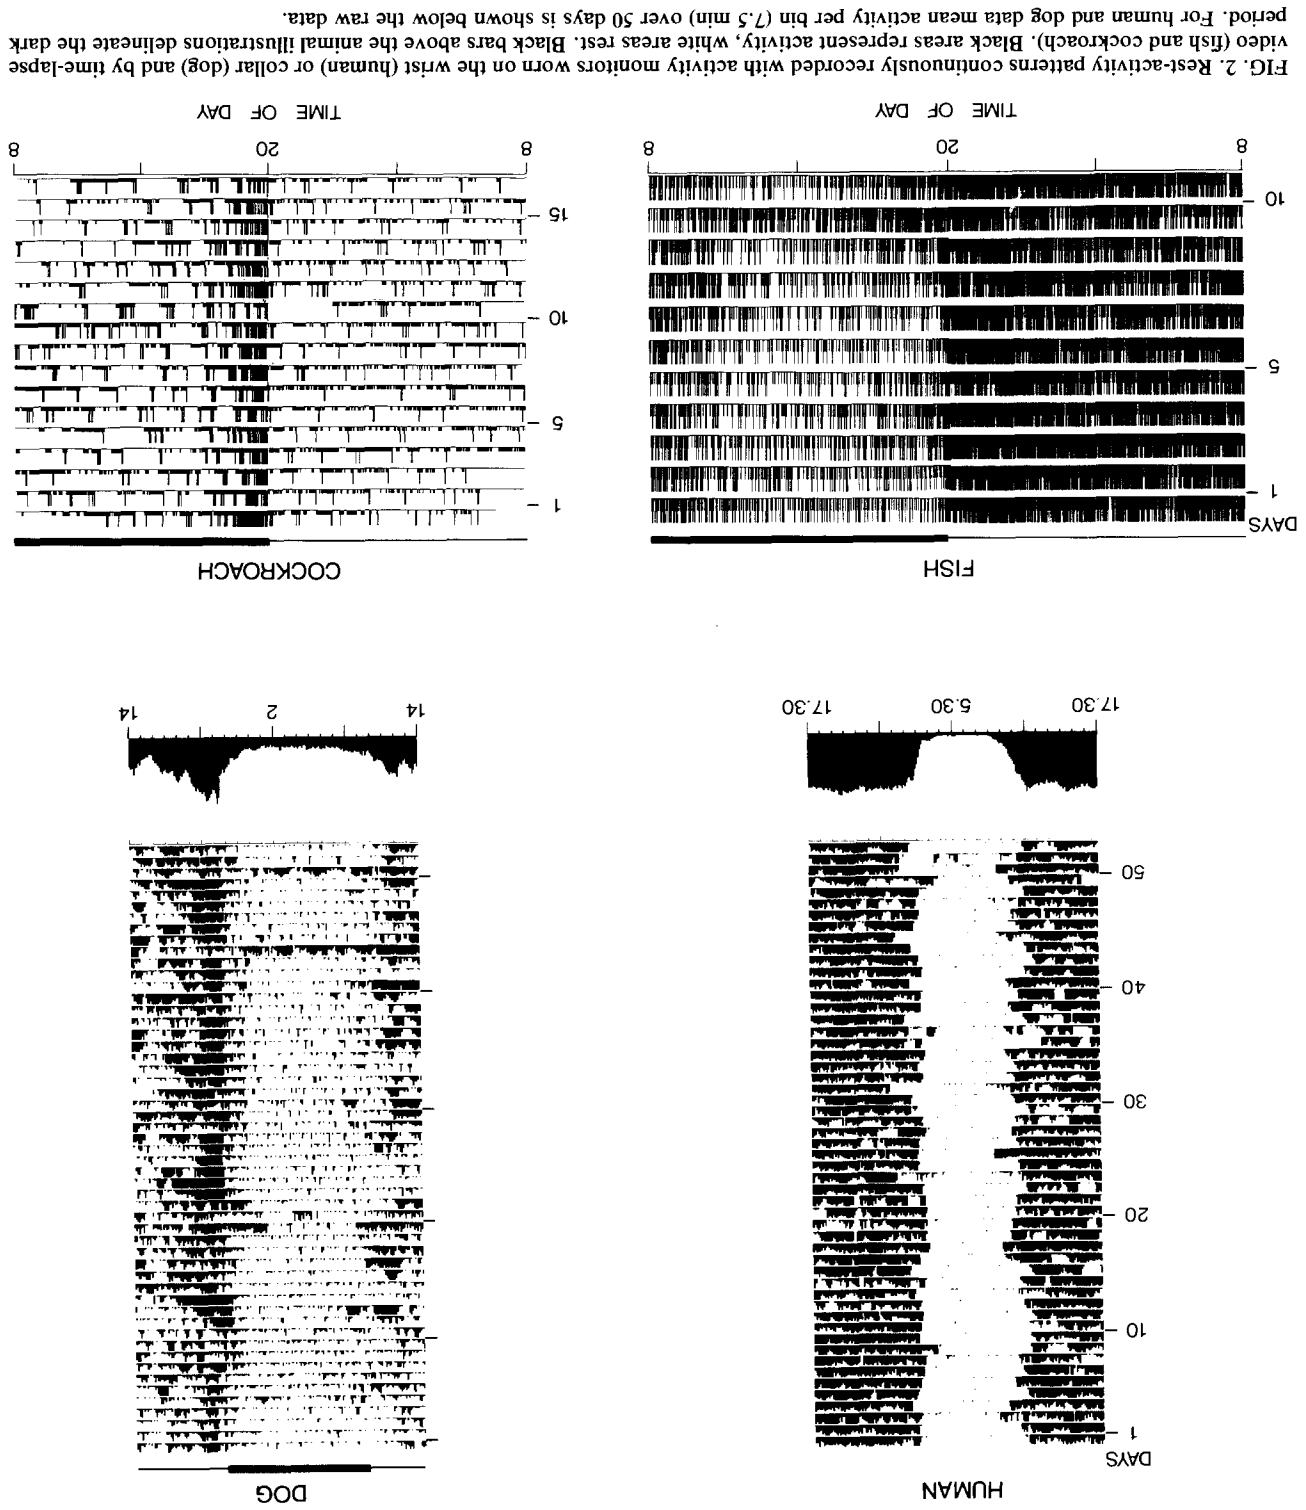 HUMAN
DOG
DAYS
1
10
20
30
40
50
17.30 5.30 17.30
14 2 14
FISH
COCKROACH
DAYS
1
5
10
1
5
10
15
8 20 8
8 20 8
TIME OF DAY
TIME OF DAY
FIG. 2. Rest-activity patterns continuously recorded with activity monitors worn on the wrist (human) or collar (dog) and by time-lapse
video (fish and cockroach). Black areas represent activity, white areas rest. Black bars above the animal illustrations delineate the dark
period. For human and dog data mean activity per bin (7.5 min) over 50 days is shown below the raw data.